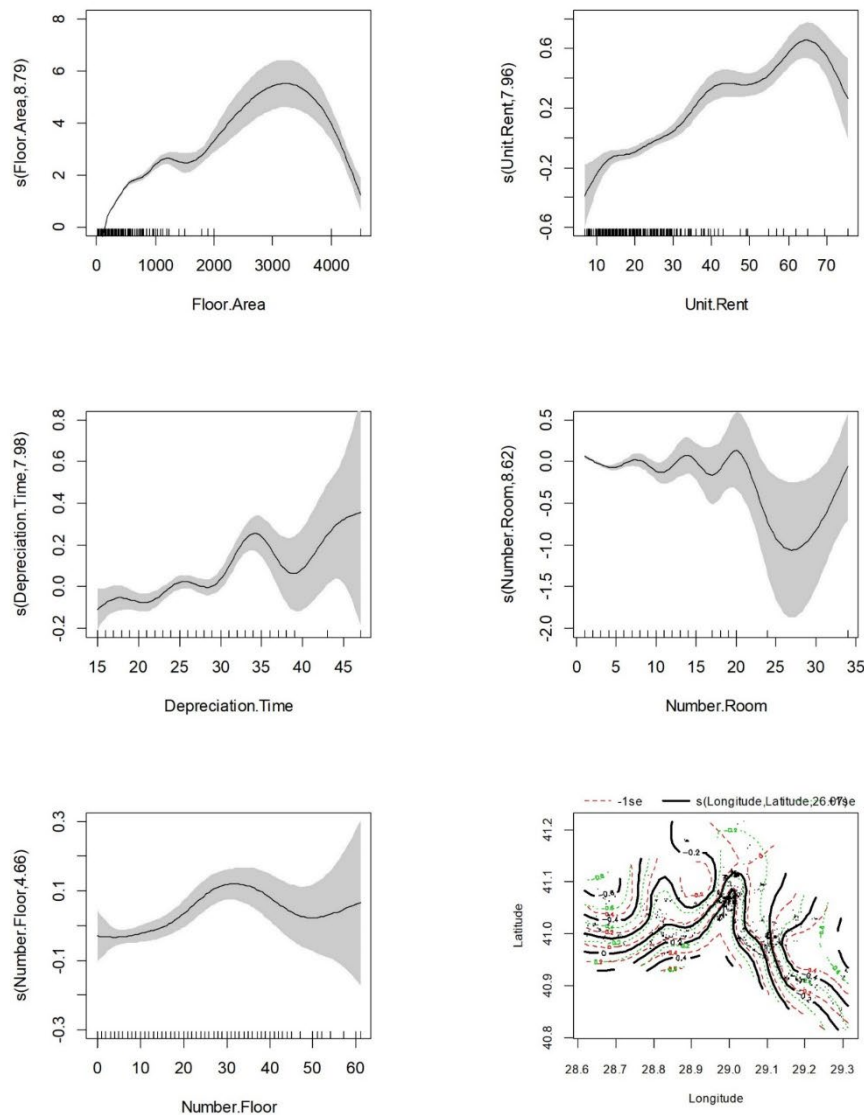 s(Floor.Area,8.79)
8
6
4
2
0
0 1000 2000 3000 4000
Floor.Area
s(Unit.Rent,7.96)
0.6
0.2
-0.2
-0.6
10 20 30 40 50 60 70
Unit.Rent
s(Depreciation.Time,7.98)
0.8
0.6
0.4
0.2
0.0
-0.2
15 20 25 30 35 40 45
Depreciation.Time
s(Number.Room,8.62)
0.5
0.0
-0.5
-1.0
-1.5
-2.0
0 5 10 15 20 25 30 35
Number.Room
s(Number.Floor,4.66)
0.3
0.1
-0.1
-0.3
0 10 20 30 40 50 60
Number.Floor
-1se s(Longitude,Latitude,26.07)
Latitude
41.2
41.1
41.0
40.9
40.8
28.6 28.7 28.8 28.9 29.0 29.1 29.2 29.3
Longitude